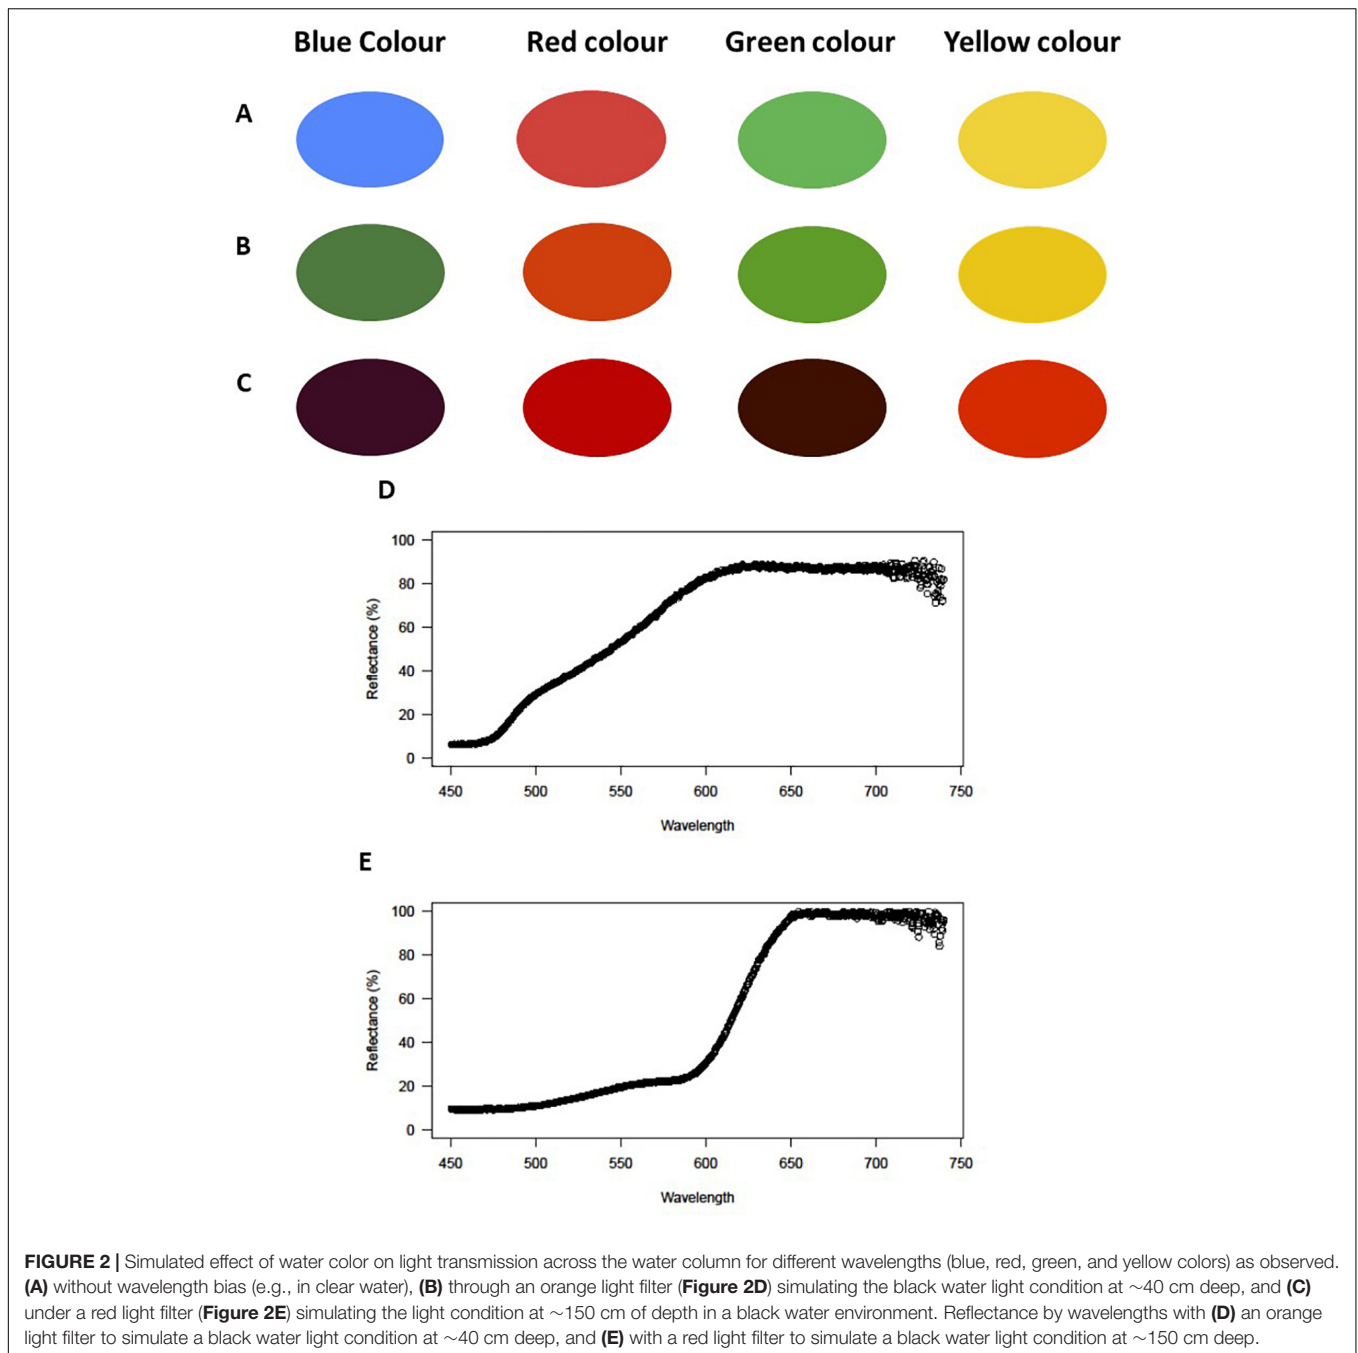 Blue Colour Red colour Green colour Yellow colour
A
B
C
D
100
80
60
40
20
0
Reflectance (%)
450 500 550 600 650 700 750
Wavelength
E
100
80
60
40
20
0
Reflectance (%)
450 500 550 600 650 700 750
Wavelength
FIGURE 2 | Simulated effect of water color on light transmission across the water column for different wavelengths (blue, red, green, and yellow colors) as observed.
(A) without wavelength bias (e.g., in clear water), (B) through an orange light filter (Figure 2D) simulating the black water light condition at ∼40 cm deep, and (C)
under a red light filter (Figure 2E) simulating the light condition at ∼150 cm of depth in a black water environment. Reflectance by wavelengths with (D) an orange
light filter to simulate a black water light condition at ∼40 cm deep, and (E) with a red light filter to simulate a black water light condition at ∼150 cm deep.